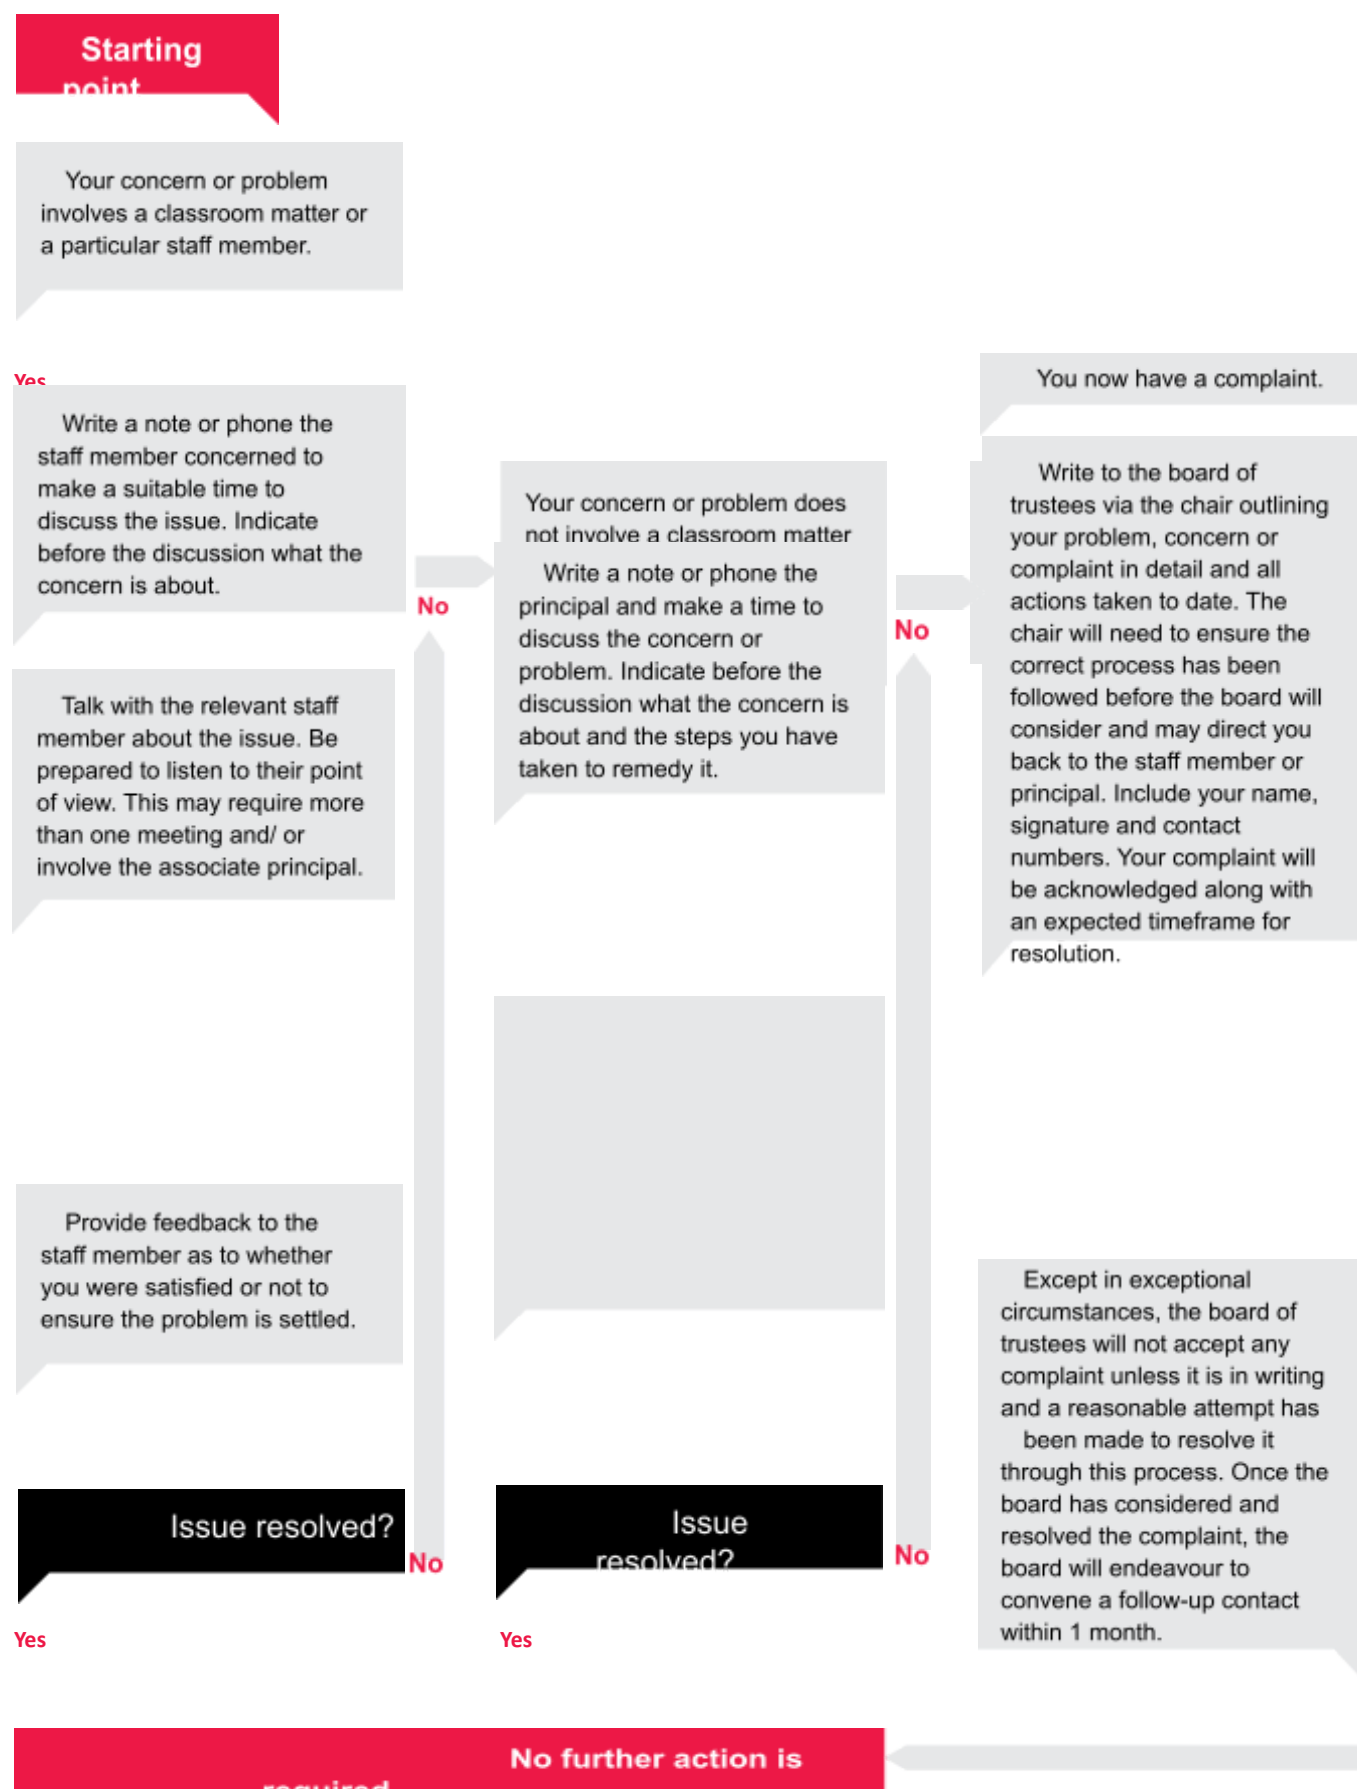 Starting
point
Your concern or problem
involves a classroom matter or
a particular staff member.
Yes
Write a note or phone the
staff member concerned to
make a suitable time to
discuss the issue. Indicate
before the discussion what the
concern is about.
Talk with the relevant staff
member about the issue. Be
prepared to listen to their point
of view. This may require more
than one meeting and/ or
involve the associate principal.
Provide feedback to the
staff member as to whether
you were satisfied or not to
ensure the problem is settled.
Issue resolved?
No
Yes
No
Your concern or problem does
not involve a classroom matter
Write a note or phone the
principal and make a time to
discuss the concern or
problem. Indicate before the
discussion what the concern is
about and the steps you have
taken to remedy it.
Issue
resolved?
No
Yes
No
You now have a complaint.
Write to the board of
trustees via the chair outlining
your problem, concern or
complaint in detail and all
actions taken to date. The
chair will need to ensure the
correct process has been
followed before the board will
consider and may direct you
back to the staff member or
principal. Include your name,
signature and contact
numbers. Your complaint will
be acknowledged along with
an expected timeframe for
resolution.
Except in exceptional
circumstances, the board of
trustees will not accept any
complaint unless it is in writing
and a reasonable attempt has
been made to resolve it
through this process. Once the
board has considered and
resolved the complaint, the
board will endeavour to
convene a follow-up contact
within 1 month.
No further action is
required